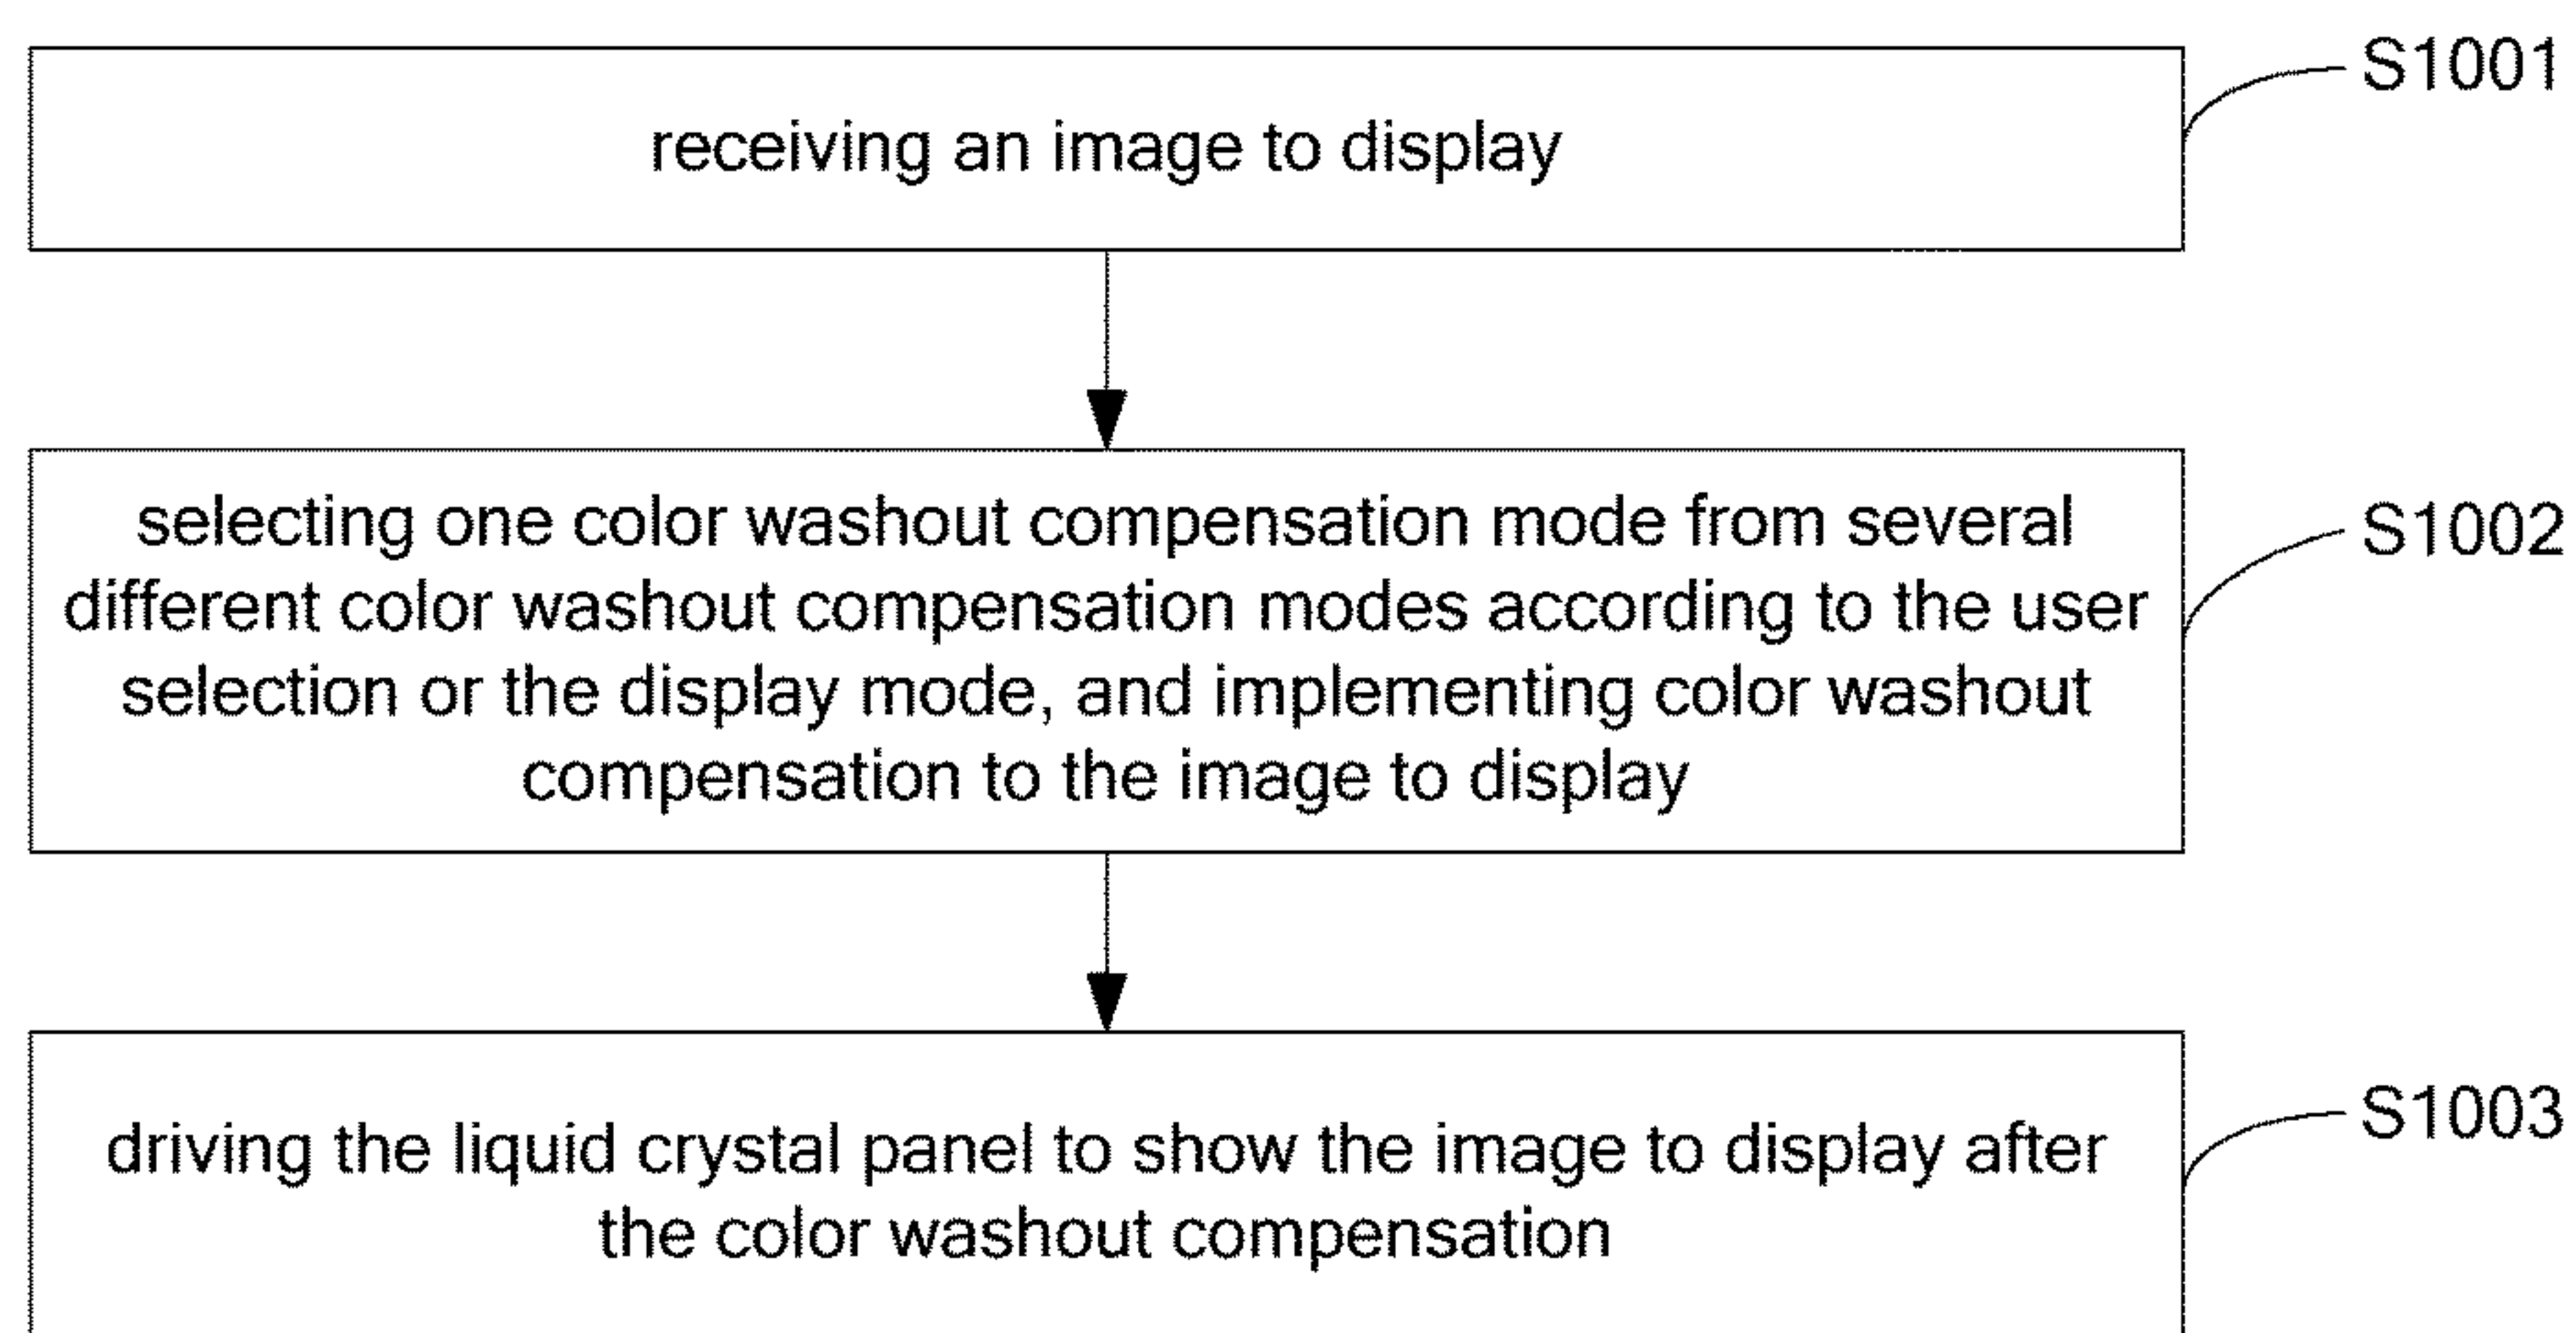 receiving an image to display
S1001
selecting one color washout compensation mode from several
different color washout compensation modes according to the user
selection or the display mode, and implementing color washout
compensation to the image to display
S1002
driving the liquid crystal panel to show the image to display after
the color washout compensation
S1003